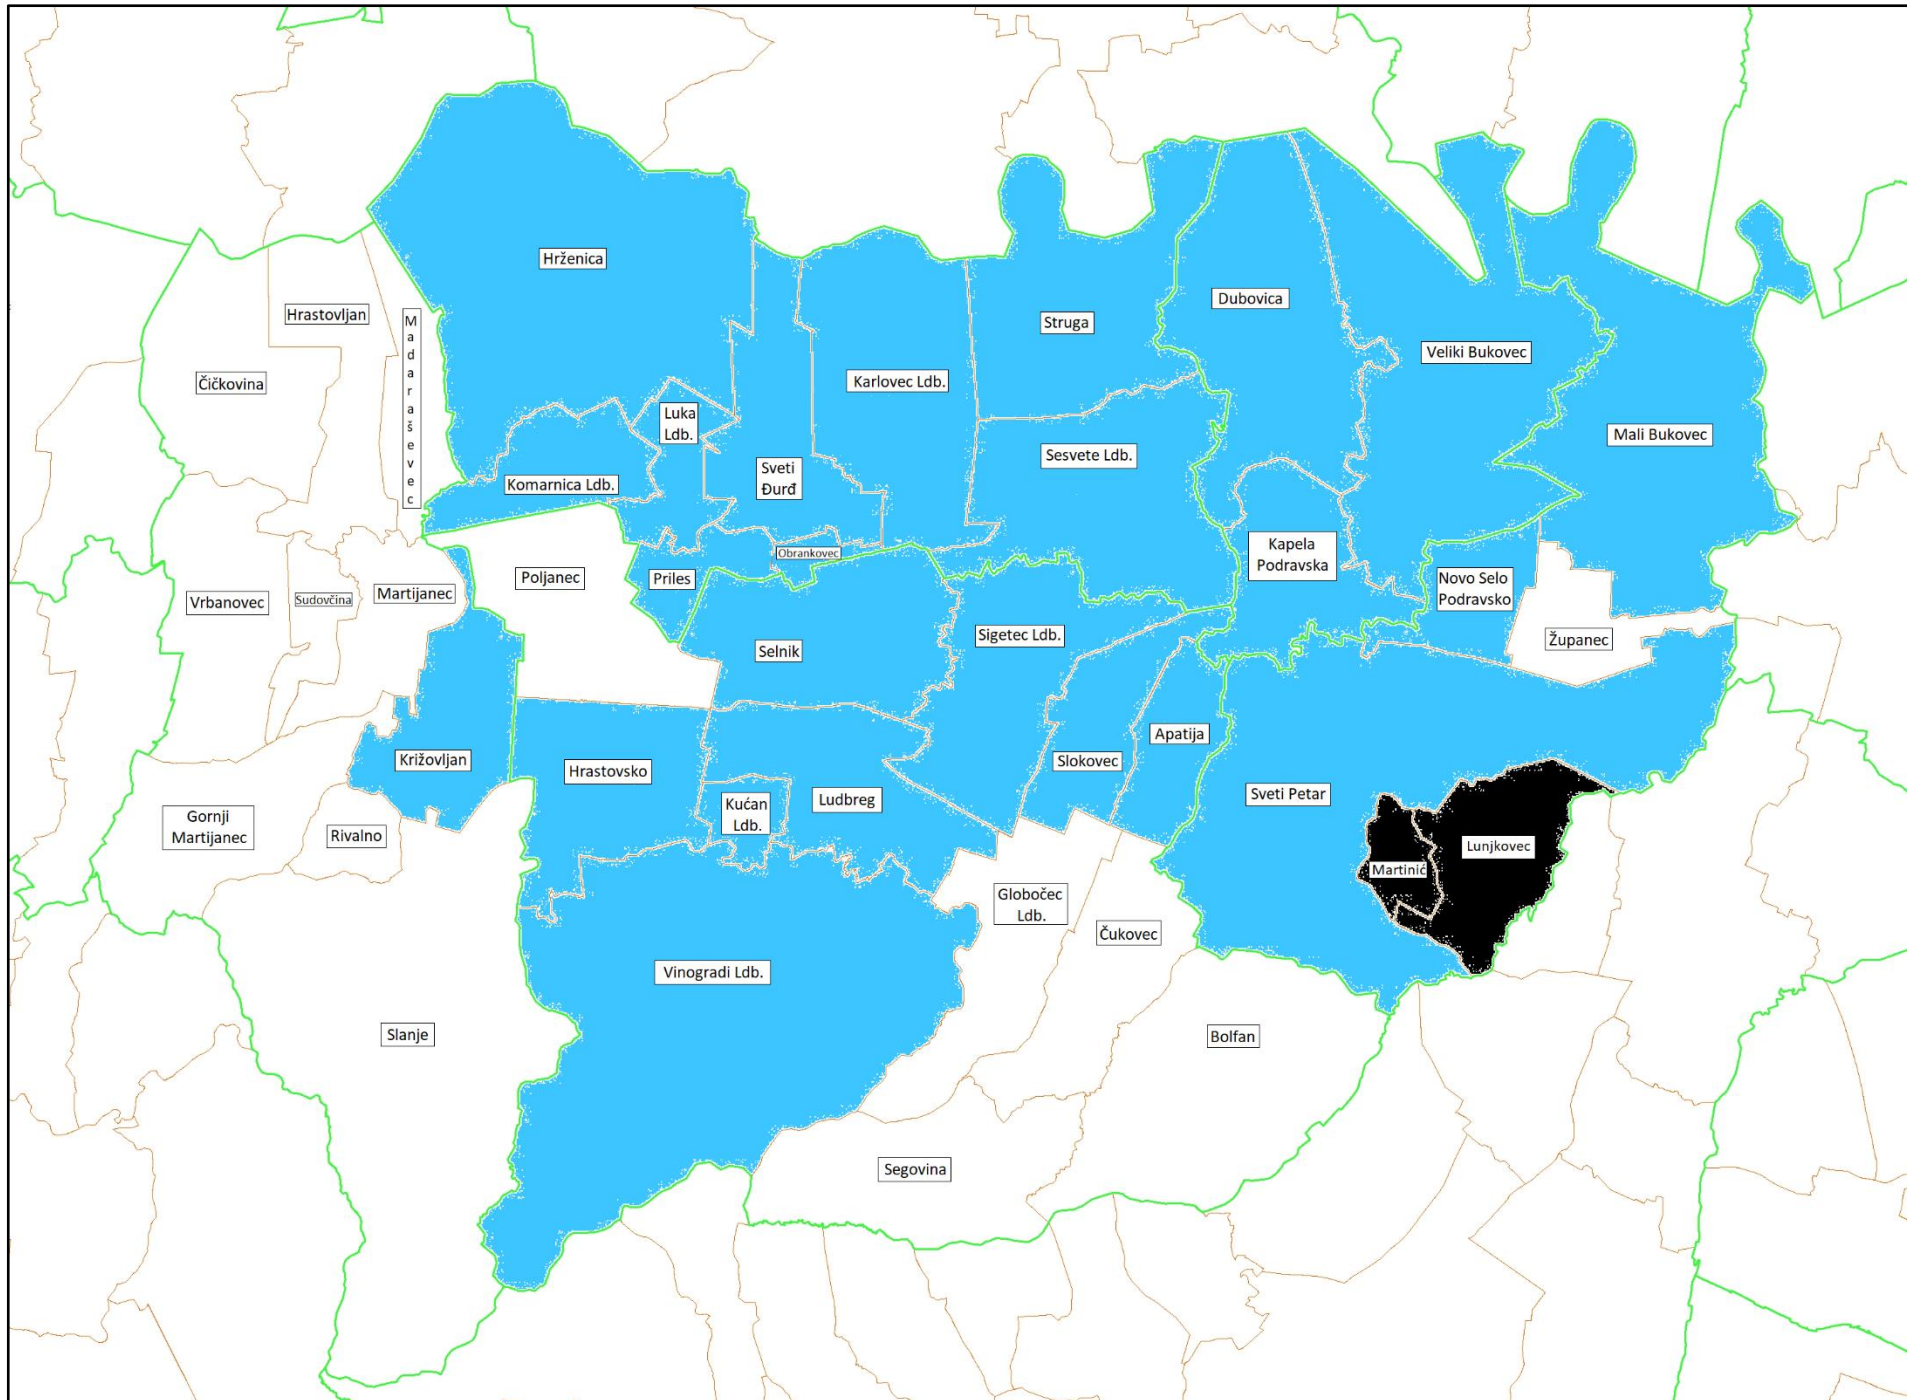 Hrženica
Dubovica
Hrastovljan
Madaraševec
Struga
Veliki Bukovec
Čičkovina
Karlovec Ldb.
Luka
Ldb.
Mali Bukovec
Sesvete Ldb.
Komarnica Ldb.
Sveti
Đurđ
Obrankovec
Kapela
Podravska
Poljanec
Priles
Novo Selo
Podravsko
Vrbanovec
Sudovčina
Martijanec
Sigetec Ldb.
Županec
Selnik
Apatija
Križovljan
Hrastovsko
Slokovec
Sveti Petar
Kućan
Ldb.
Ludbreg
Gornji
Martijanec
Rivalno
Lunjkovec
Martinić
Globočec
Ldb.
Čukovec
Vinogradi Ldb.
Slanje
Bolfan
Segovina